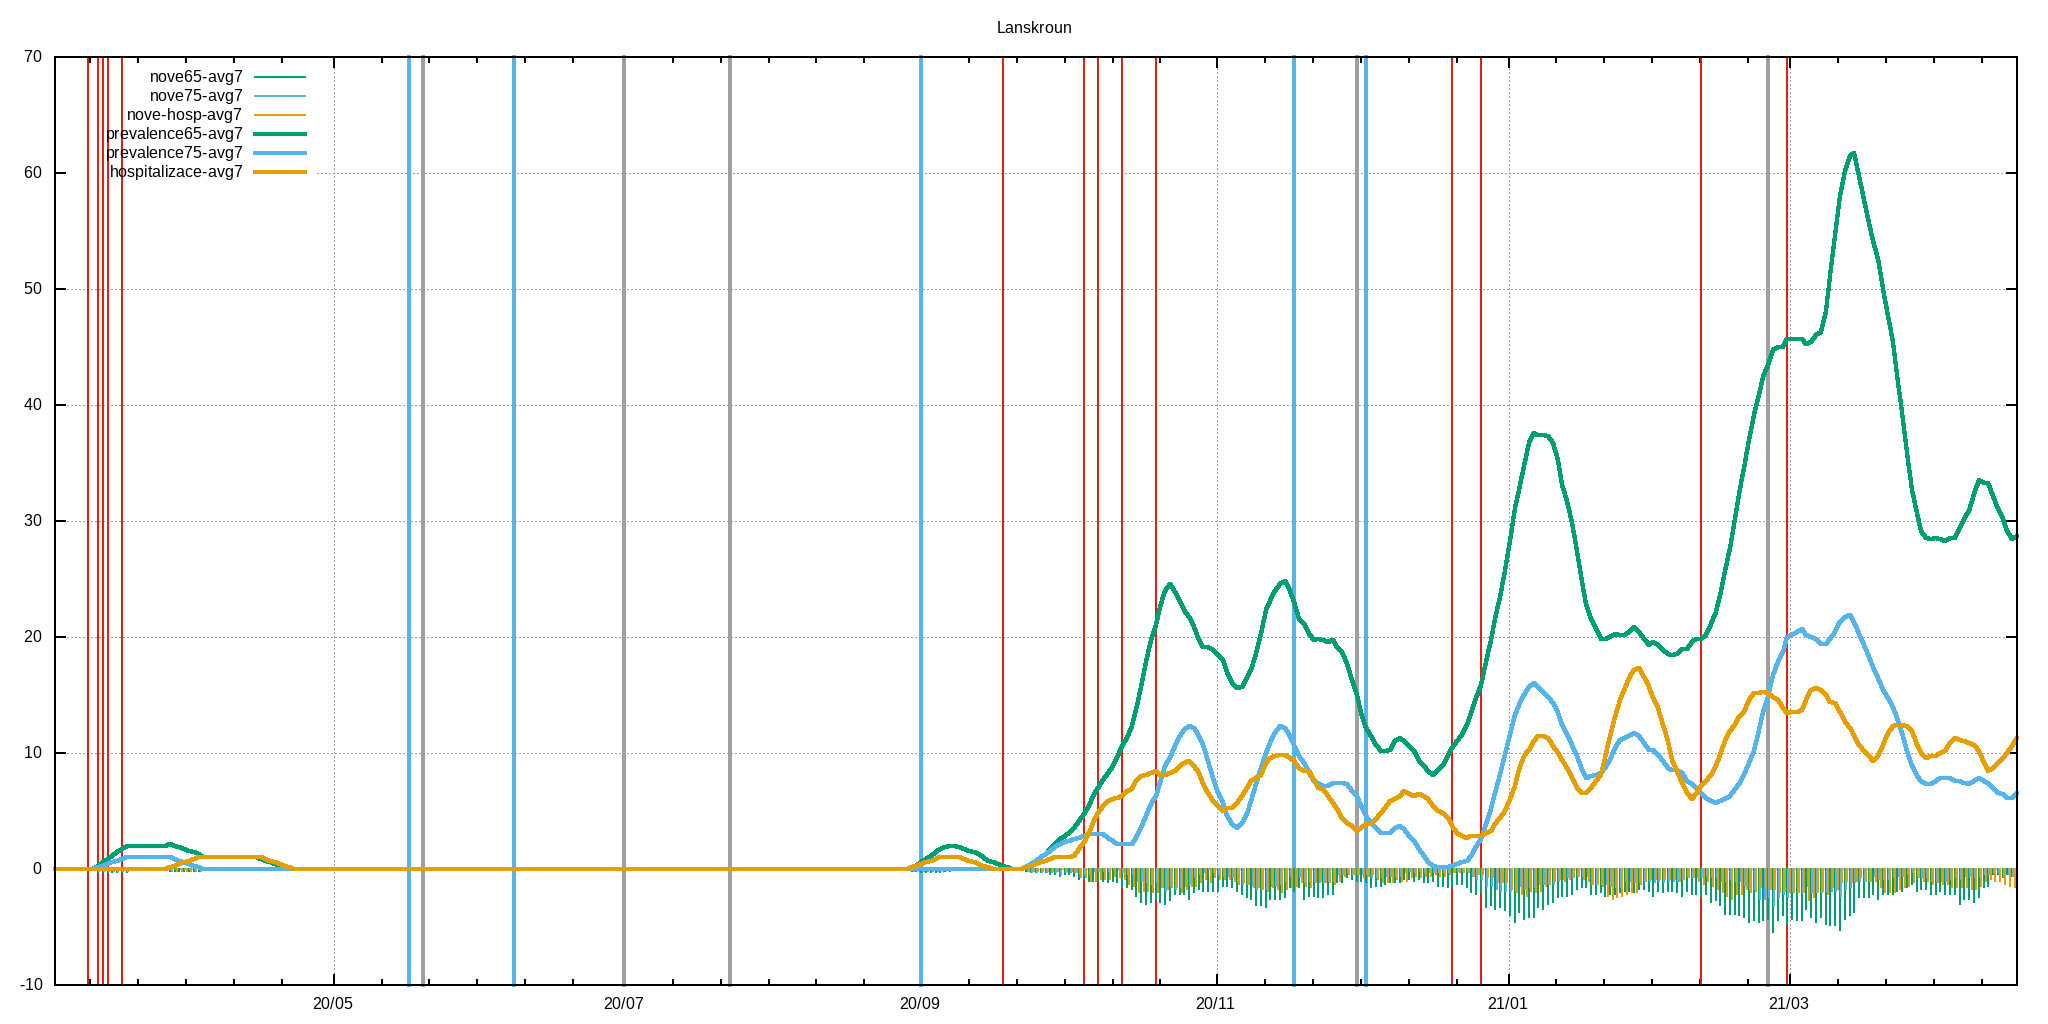 Lanskroun
70
60
50
40
30
20
10
0
-10
nove65-avg7
nove75-avg7
nove-hosp-avg7
prevalence65-avg7
prevalence75-avg7
hospitalizace-avg7
20/05 20/07 20/09 20/11 21/01 21/03